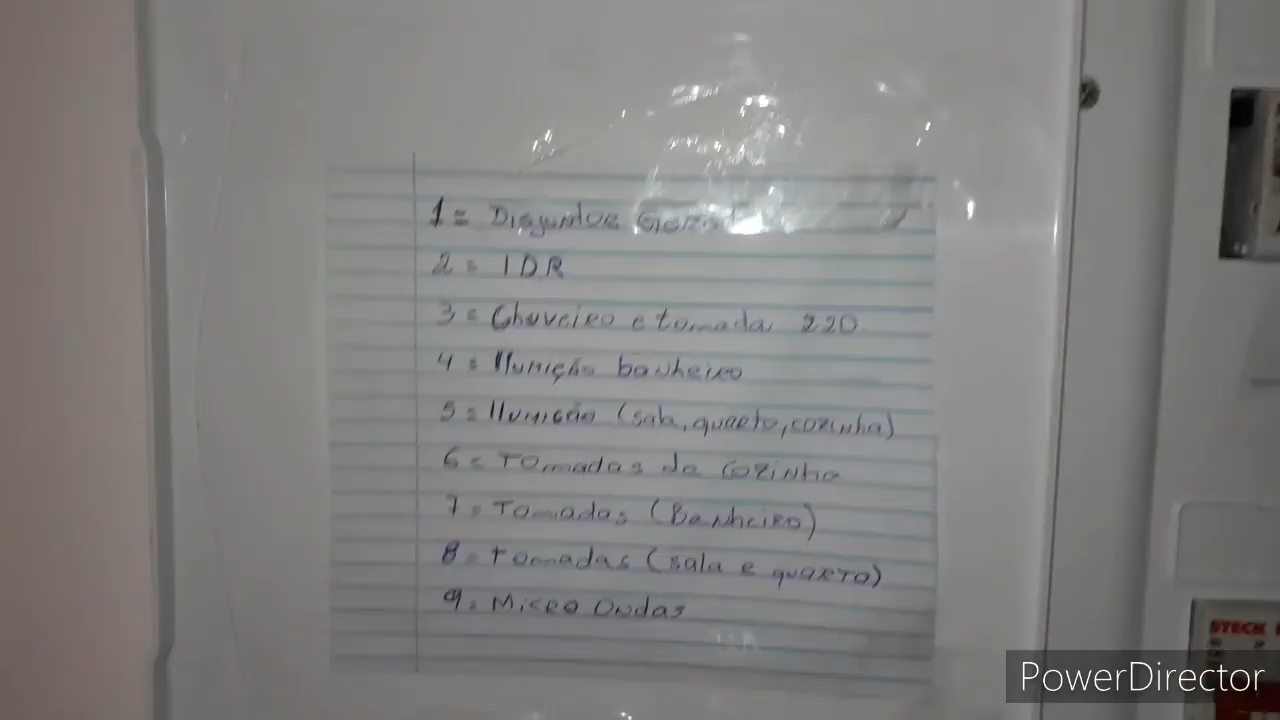 1= Disjuntor Geral
2= IDR
3= Chuveiro e tomada 220
4= Ilumição banheiro
5= Ilumição (sala, quarto, cozinha)
6= Tomadas da cozinha
7= Tomadas (Banheiro)
8= tomadas (sala e quarto)
9= Micro Ondas
STECK
PowerDirector